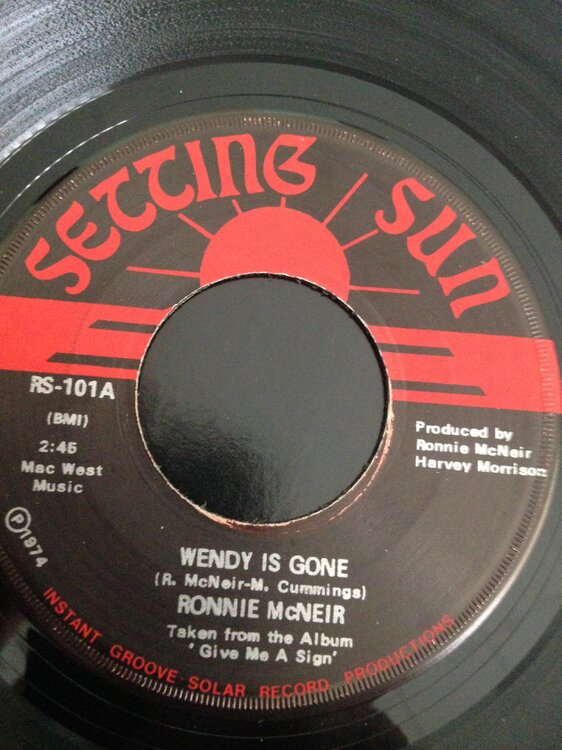 SETTING SUN
RS-101A
(BMI)
2:45
Mac West
Music
Ⓟ1974
Produced by
Ronnie McNeir
Harvey Morrison
WENDY IS GONE
(R. McNeir-M. Cummings)
RONNIE McNEIR
Taken from the Album
'Give Me A Sign'
INSTANT GROOVE SOLAR RECORD PRODUCTIONS